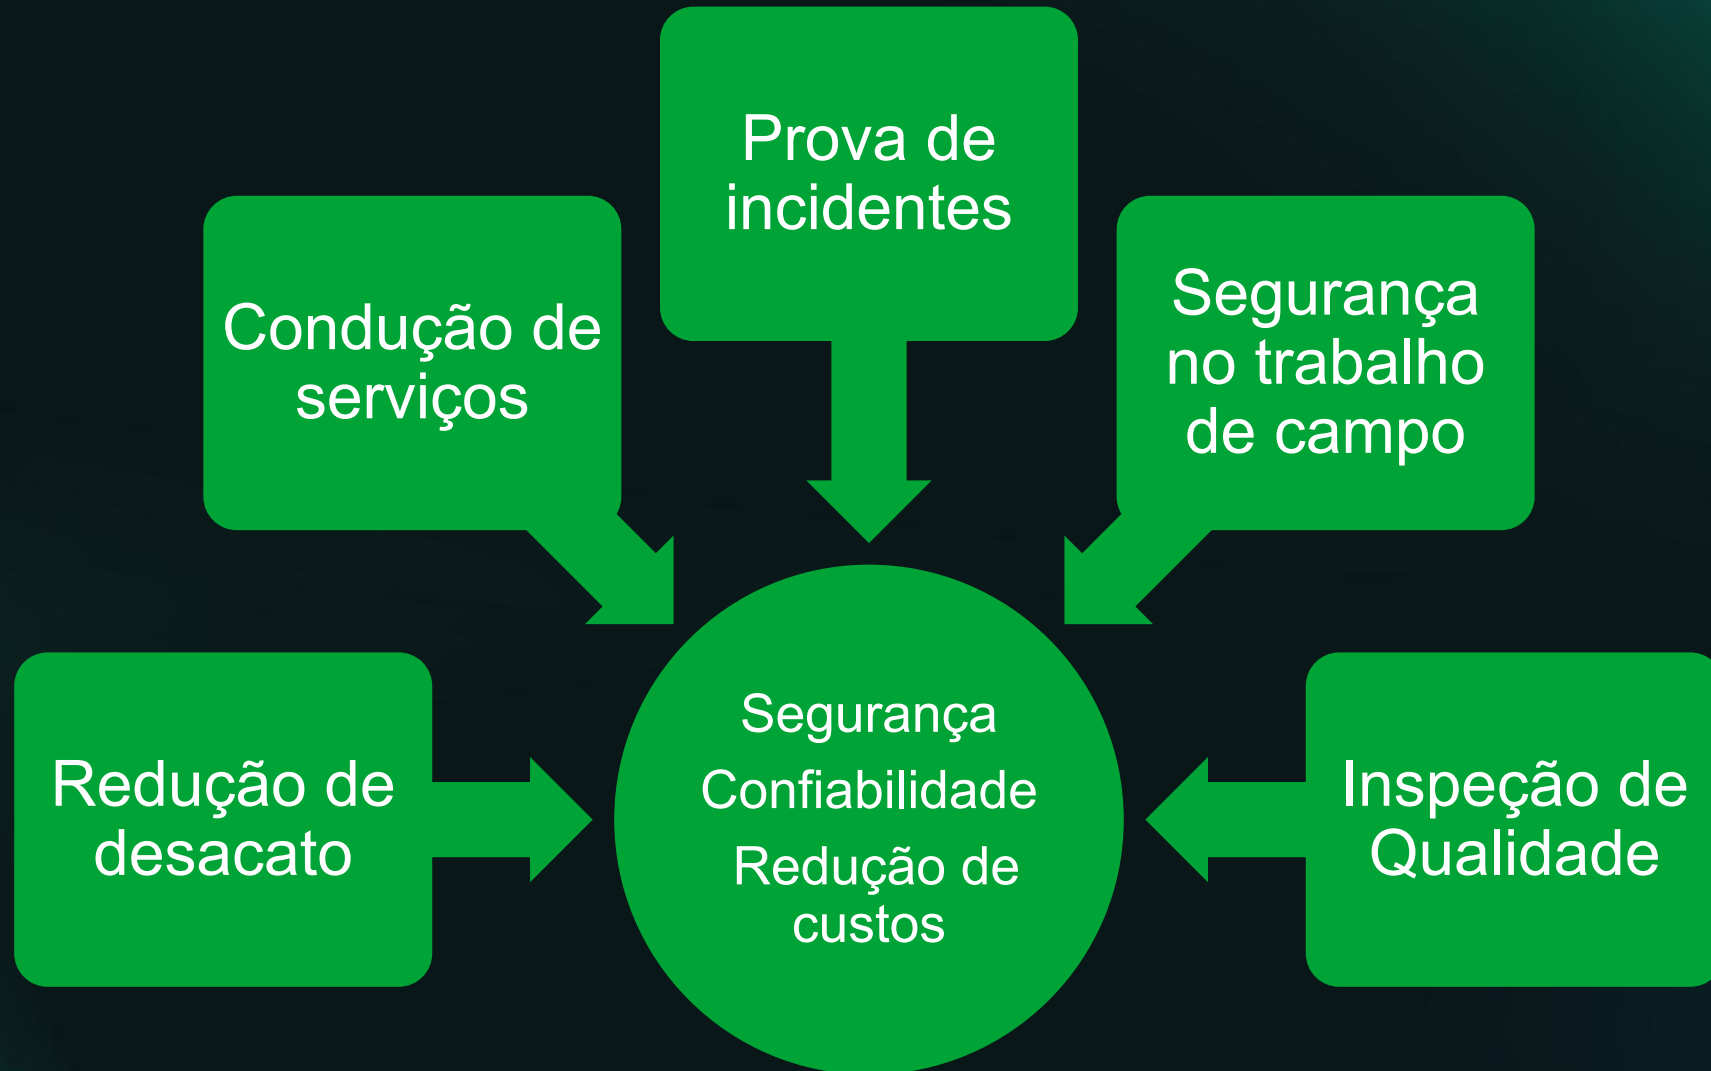 Prova de
incidentes
Condução de
serviços
Segurança
no trabalho
de campo
Redução de
desacato
Segurança
Confiabilidade
Redução de
custos
Inspeção de
Qualidade